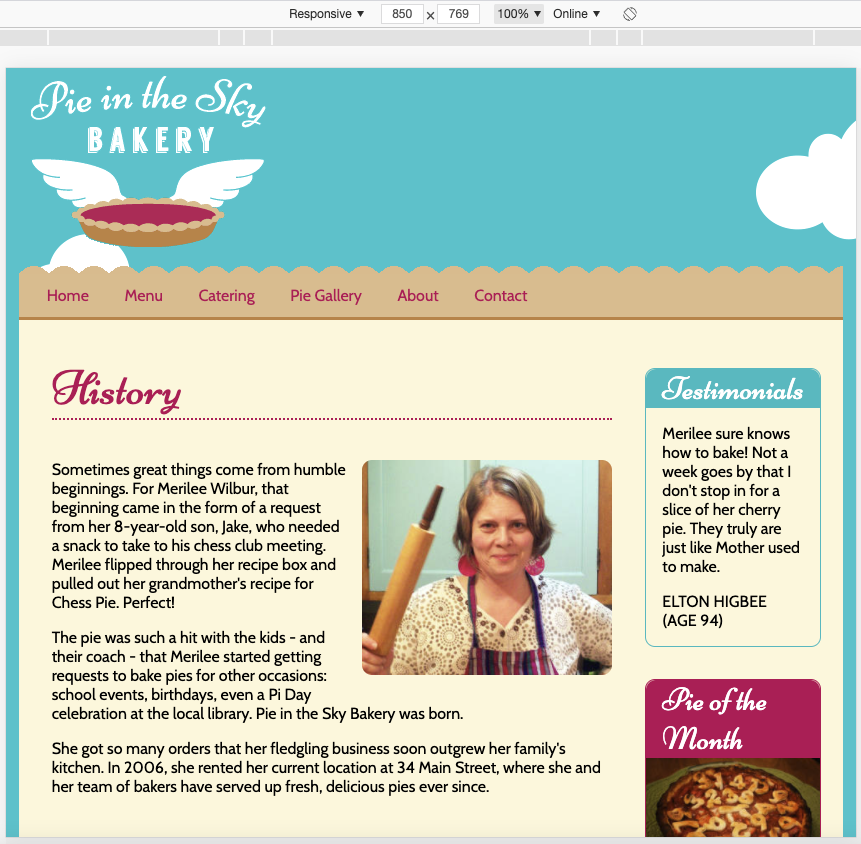 Responsive ▼ 850 x 769 100% ▼ Online ▼
Pie in the Sky
BAKERY
Home Menu Catering Pie Gallery About Contact
History
Sometimes great things come from humble
beginnings. For Merilee Wilbur, that
beginning came in the form of a request
from her 8-year-old son, Jake, who needed
a snack to take to his chess club meeting.
Merilee flipped through her recipe box and
pulled out her grandmother's recipe for
Chess Pie. Perfect!
The pie was such a hit with the kids - and
their coach - that Merilee started getting
requests to bake pies for other occasions:
school events, birthdays, even a Pi Day
celebration at the local library. Pie in the Sky Bakery was born.
She got so many orders that her fledgling business soon outgrew her family's
kitchen. In 2006, she rented her current location at 34 Main Street, where she and
her team of bakers have served up fresh, delicious pies ever since.
Testimonials
Merilee sure knows
how to bake! Not a
week goes by that I
don't stop in for a
slice of her cherry
pie. They truly are
just like Mother used
to make.
ELTON HIGBEE
(AGE 94)
Pie of the
Month